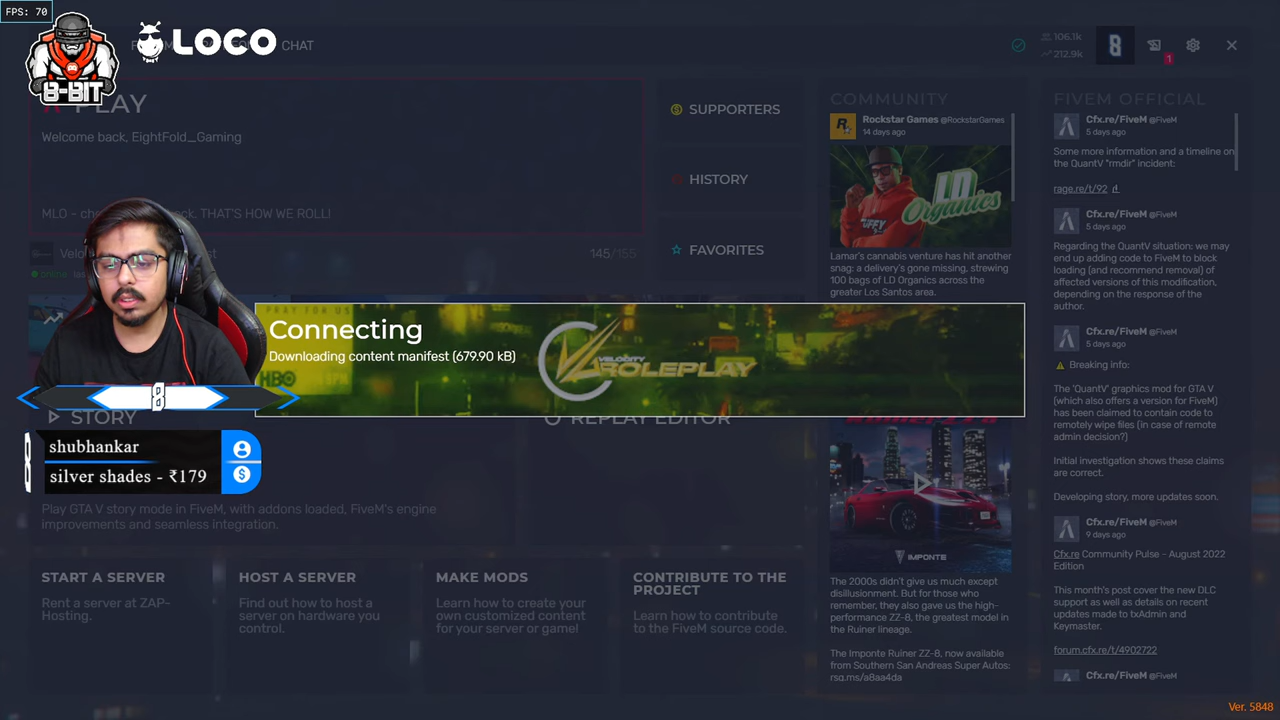 FPS: 70
8-BIT
LOCO
CHAT
106.1k
212.9k
8
1
PLAY
Welcome back, EightFold_Gaming
THAT'S HOW WE ROLL!
145/155
online
SUPPORTERS
HISTORY
FAVORITES
Connecting
Downloading content manifest (679.90 kB)
HBO
VELOCITY
ROLEPLAY
8
STORY
REPLAY EDITOR
shubhankar
silver shades - ₹179
Play GTA V story mode in FiveM, with addons loaded, FiveM's engine
improvements and seamless integration.
START A SERVER
Rent a server at ZAP-
Hosting.
HOST A SERVER
Find out how to host a
server on hardware you
control.
MAKE MODS
Learn how to create your
own customized content
for your server or game!
CONTRIBUTE TO THE
PROJECT
Learn how to contribute
to the FiveM source code.
COMMUNITY
Rockstar Games @RockstarGames
14 days ago
LD
Organics
Lamar's cannabis venture has hit another
snag: a delivery's gone missing, strewing
100 bags of LD Organics across the
greater Los Santos area.
IMPONTE
The 2000s didn't give us much except
disillusionment. But for those who
remember, they also gave us the high-
performance ZZ-8, the greatest model in
the Ruiner lineage.
The Imponte Ruiner ZZ-8, now available
from Southern San Andreas Super Autos:
rsg.ms/a8aa4da
FIVEM OFFICIAL
Cfx.re/FiveM @FiveM
5 days ago
Some more information and a timeline on
the QuantV "rmdir" incident:
rage.re/t/92
Cfx.re/FiveM @FiveM
5 days ago
Regarding the QuantV situation: we may
end up adding code to FiveM to block
loading (and recommend removal) of
affected versions of this modification,
depending on the response of the
author.
Cfx.re/FiveM @FiveM
5 days ago
Breaking info:
The 'QuantV' graphics mod for GTA V
(which also offers a version for FiveM)
has been claimed to contain code to
remotely wipe files (in case of remote
admin decision?)
Initial investigation shows these claims
are correct.
Developing story, more updates soon.
Cfx.re/FiveM @FiveM
9 days ago
Cfx.re Community Pulse - August 2022
Edition
This month's post cover the new DLC
support as well as details on recent
updates made to txAdmin and
Keymaster.
forum.cfx.re/t/4902722
Cfx.re/FiveM @FiveM
Ver. 5848